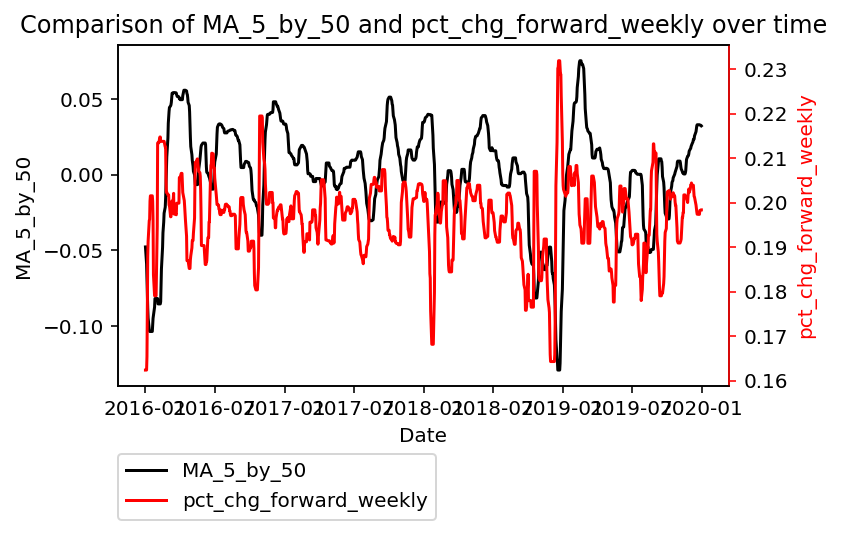 Comparison of MA_5_by_50 and pct_chg_forward_weekly over time
MA_5_by_50
0.05
0.00
−0.05
−0.10
0.23
0.22
0.21
0.20
0.19
0.18
0.17
0.16
pct_chg_forward_weekly
2016-01 2016-07 2017-01 2017-07 2018-01 2018-07 2019-01 2019-07 2020-01
Date
MA_5_by_50
pct_chg_forward_weekly